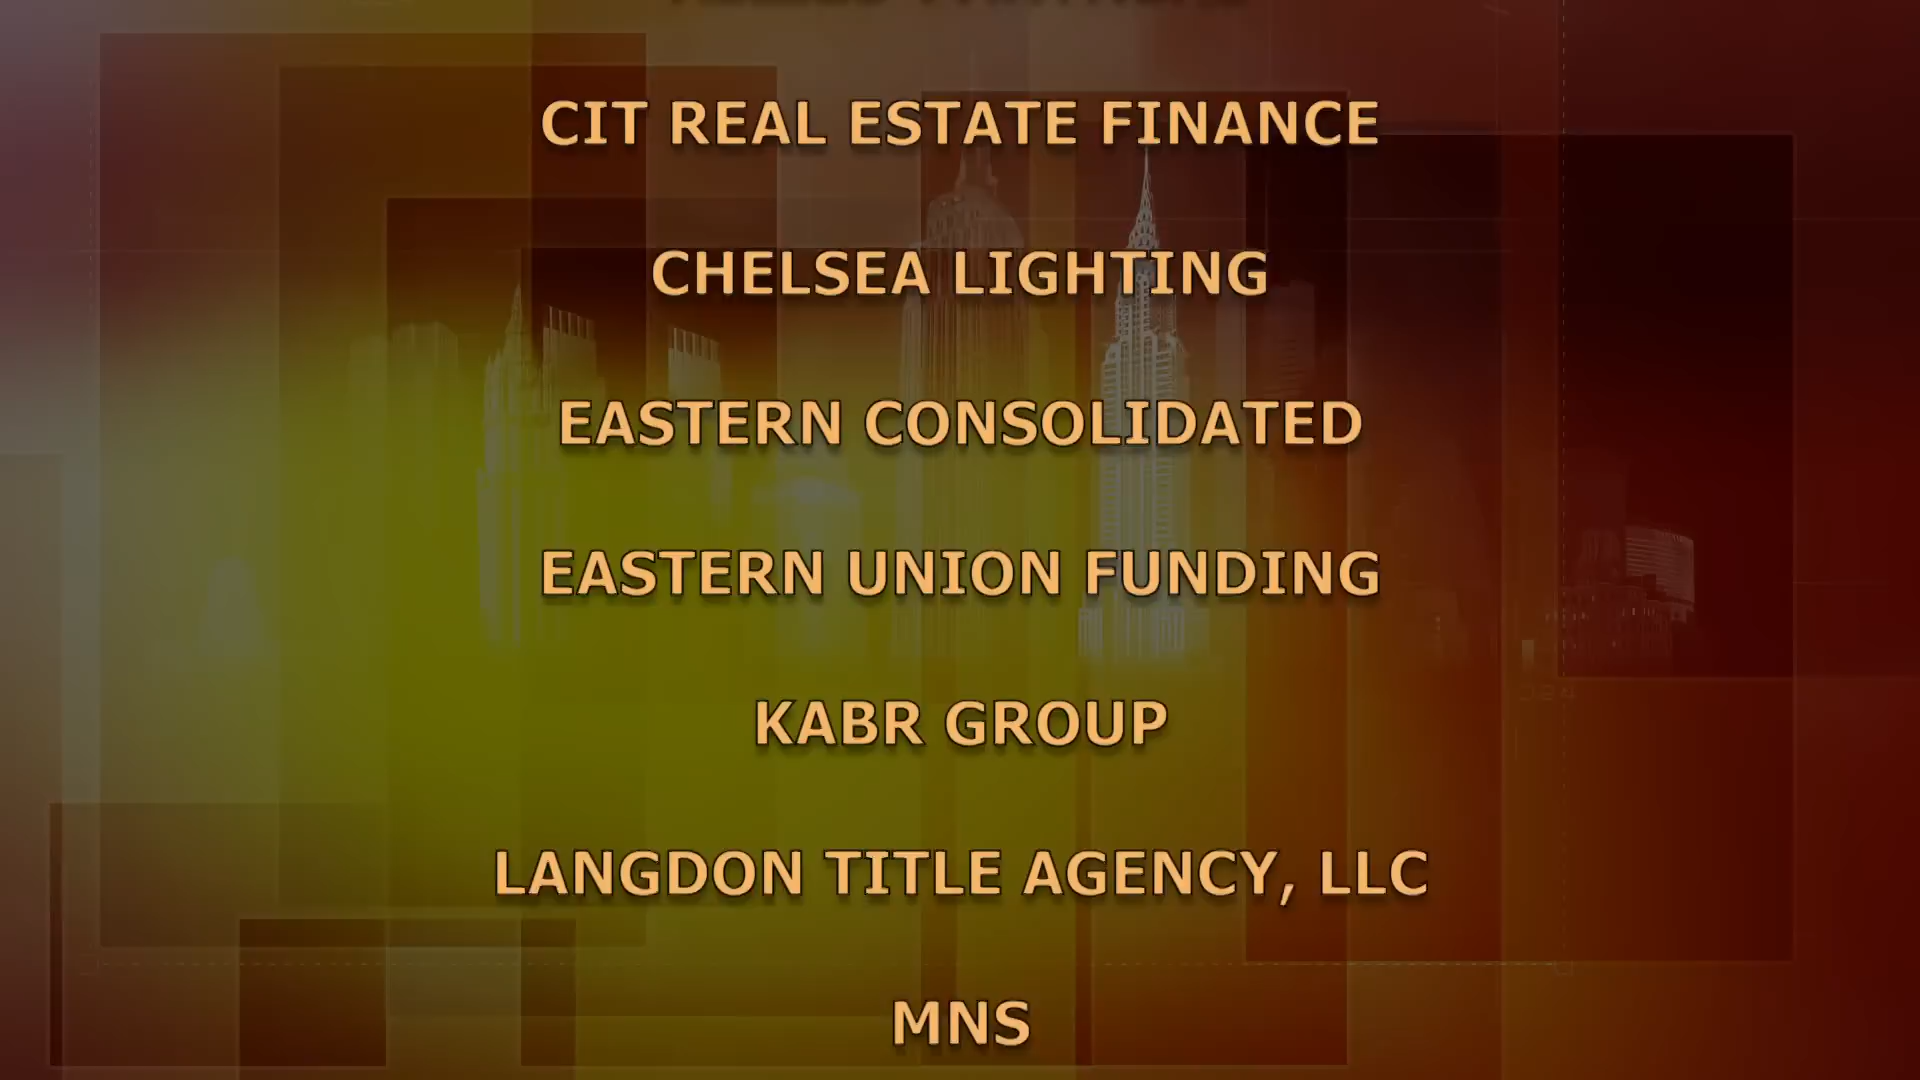 CIT REAL ESTATE FINANCE
CHELSEA LIGHTING
EASTERN CONSOLIDATED
EASTERN UNION FUNDING
KABR GROUP
LANGDON TITLE AGENCY, LLC
MNS